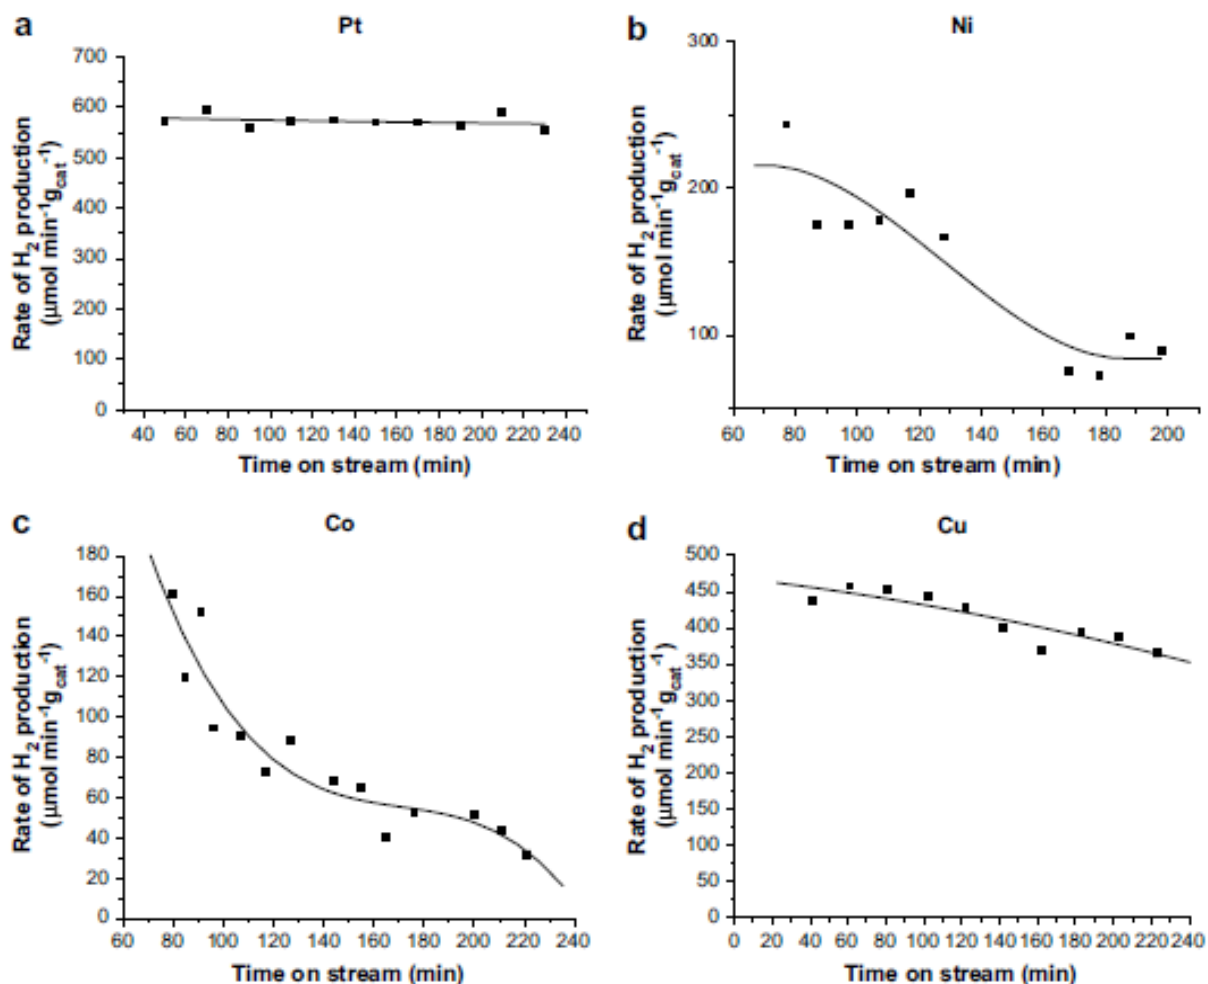 a
Pt
Rate of H2 production
(μmol min-1gcat-1)
700
600
500
400
300
200
100
0
40 60 80 100 120 140 160 180 200 220 240
Time on stream (min)
b
Ni
Rate of H2 production
(μmol min-1gcat-1)
300
200
100
60 80 100 120 140 160 180 200
Time on stream (min)
c
Co
Rate of H2 production
(μmol min-1gcat-1)
180
160
140
120
100
80
60
40
20
0
60 80 100 120 140 160 180 200 220 240
Time on stream (min)
d
Cu
Rate of H2 production
(μmol min-1gcat-1)
500
450
400
350
300
250
200
150
100
50
0
0 20 40 60 80 100 120 140 160 180 200 220 240
Time on stream (min)